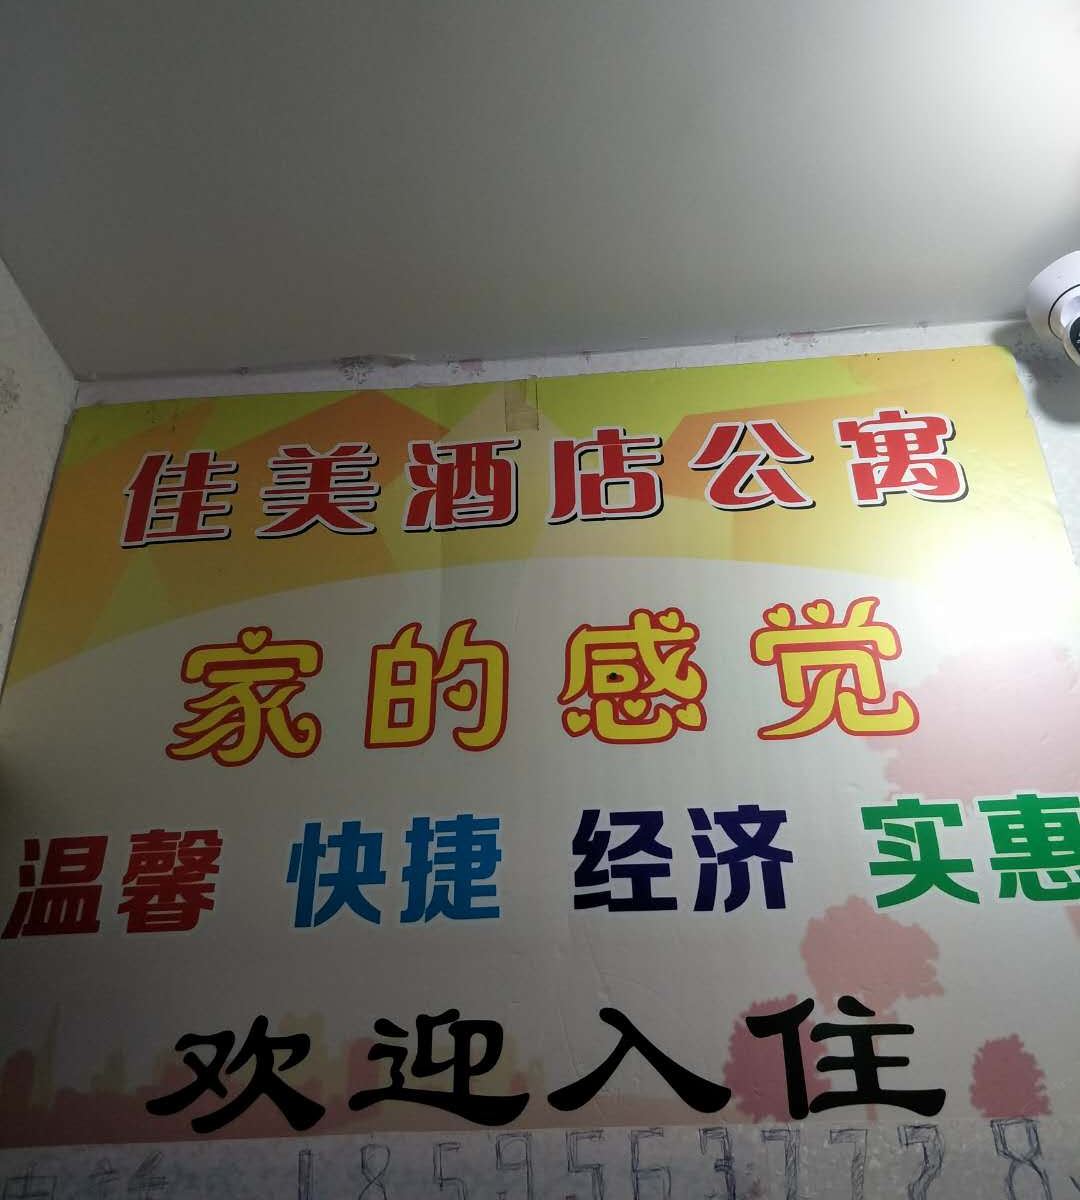 佳美酒店公寓
家的感觉
温馨 快捷 经济 实惠
欢迎入住
18595637728